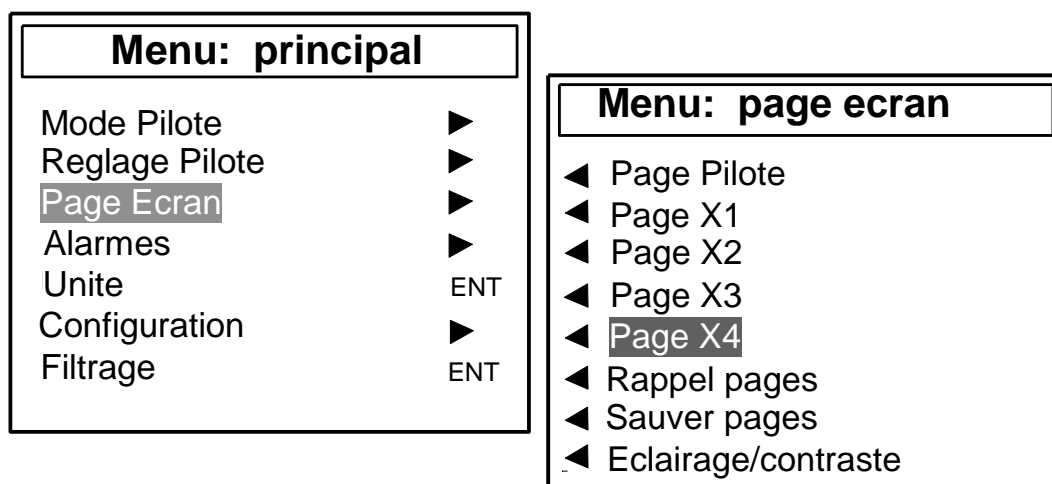 Menu: principal
Mode Pilote ►
Reglage Pilote ►
Page Ecran ►
Alarmes ►
Unite ENT
Configuration ►
Filtrage ENT
Menu: page ecran
◄ Page Pilote
◄ Page X1
◄ Page X2
◄ Page X3
◄ Page X4
◄ Rappel pages
◄ Sauver pages
◄ Eclairage/contraste